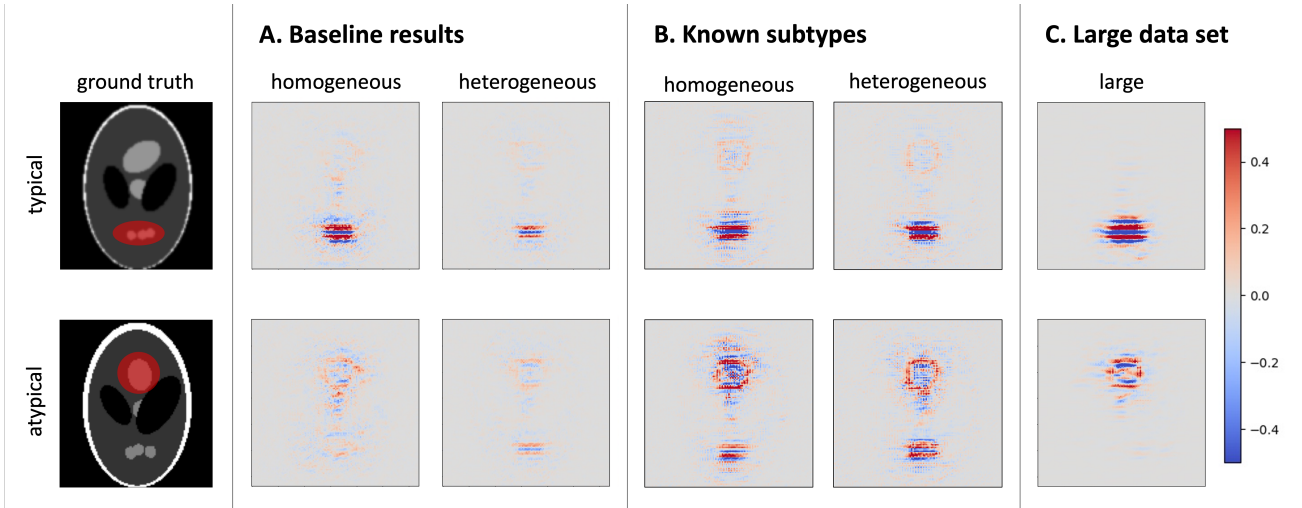 A. Baseline results
B. Known subtypes
C. Large data set
ground truth
homogeneous
heterogeneous
homogeneous
heterogeneous
large
typical
atypical
0.4
0.2
0.0
−0.2
−0.4